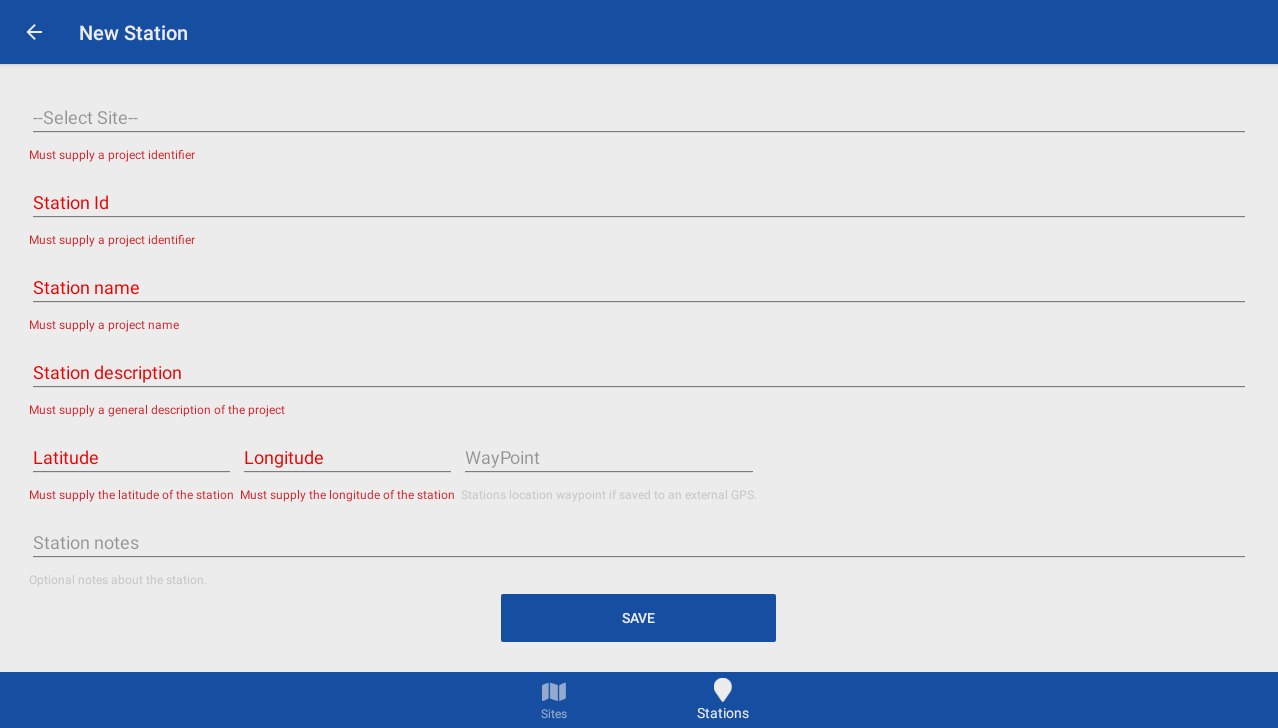 New Station
--Select Site--
Must supply a project identifier
Station Id
Must supply a project identifier
Station name
Must supply a project name
Station description
Must supply a general description of the project
Latitude Longitude WayPoint
Must supply the latitude of the station Must supply the longitude of the station Stations location waypoint if saved to an external GPS.
Station notes
Optional notes about the station.
SAVE
Sites Stations